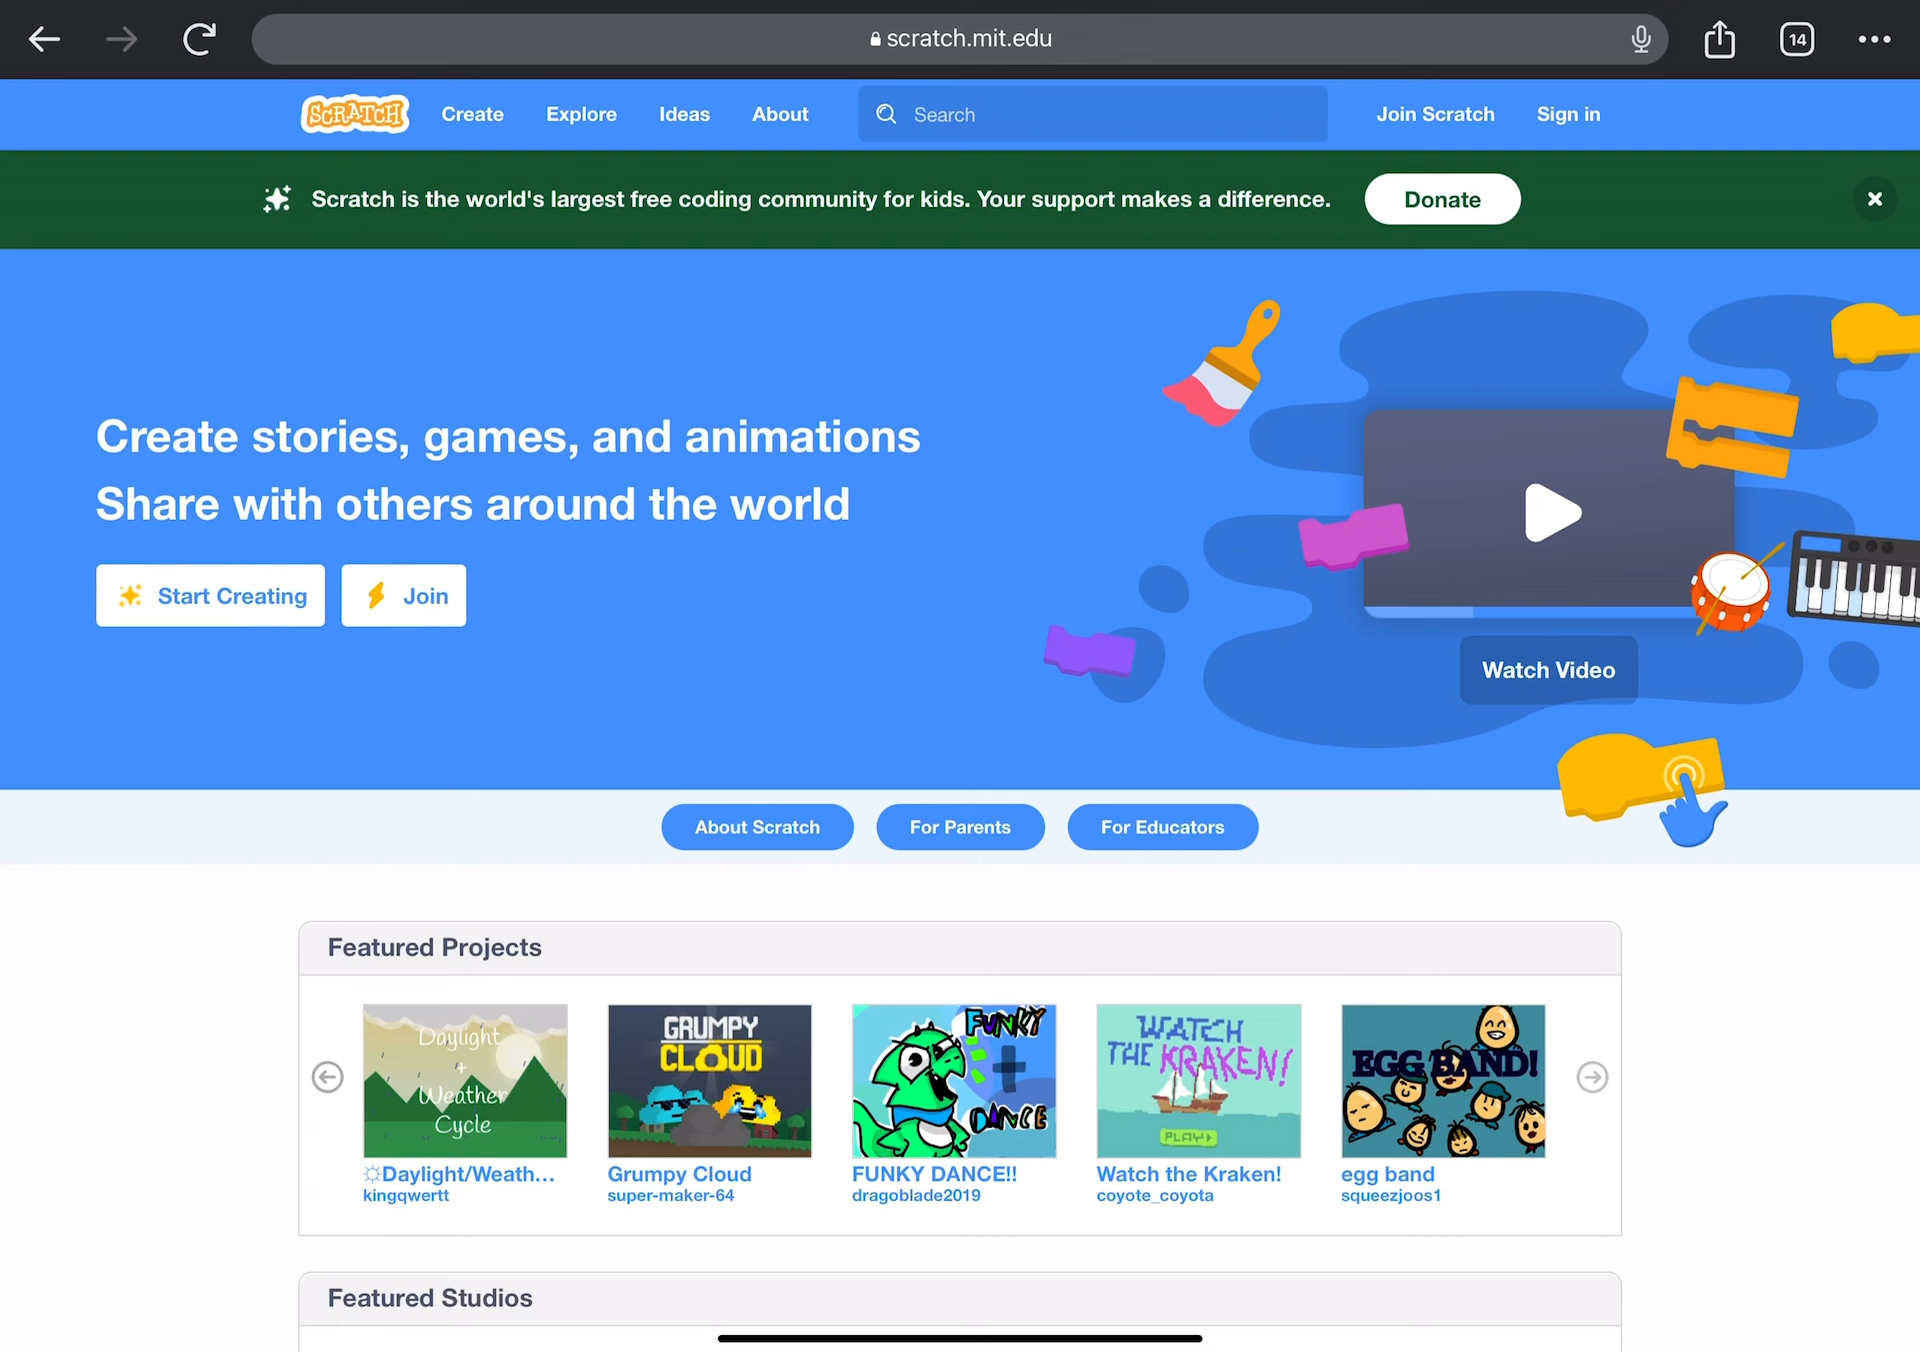 scratch.mit.edu
14
SCRATCH
Create
Explore
Ideas
About
Search
Join Scratch
Sign in
Scratch is the world's largest free coding community for kids. Your support makes a difference.
Donate
Create stories, games, and animations
Share with others around the world
Start Creating
Join
Watch Video
About Scratch
For Parents
For Educators
Featured Projects
Daylight
+
Weather
Cycle
GRUMPY
CLOUD
FUNKY
DANCE
WATCH
THE KRAKEN!
PLAY
EGG BAND!
Daylight/Weath...
kingqwertt
Grumpy Cloud
super-maker-64
FUNKY DANCE!!
dragoblade2019
Watch the Kraken!
coyote_coyota
egg band
squeezjoos1
Featured Studios